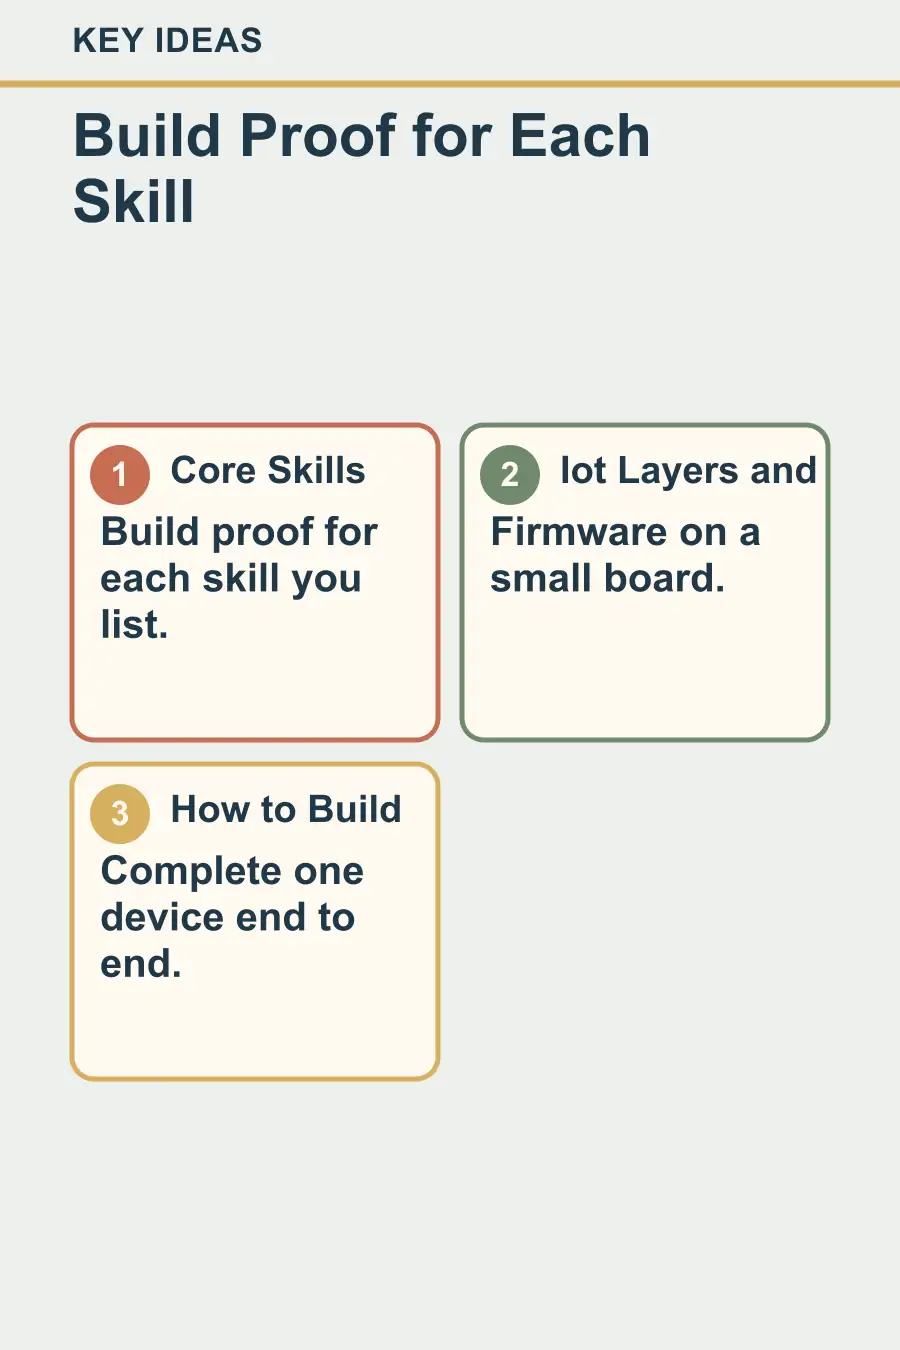 KEY IDEAS
Build Proof for Each
Skill
1 Core Skills
Build proof for
each skill you
list.
2 Iot Layers and
Firmware on a
small board.
3 How to Build
Complete one
device end to
end.